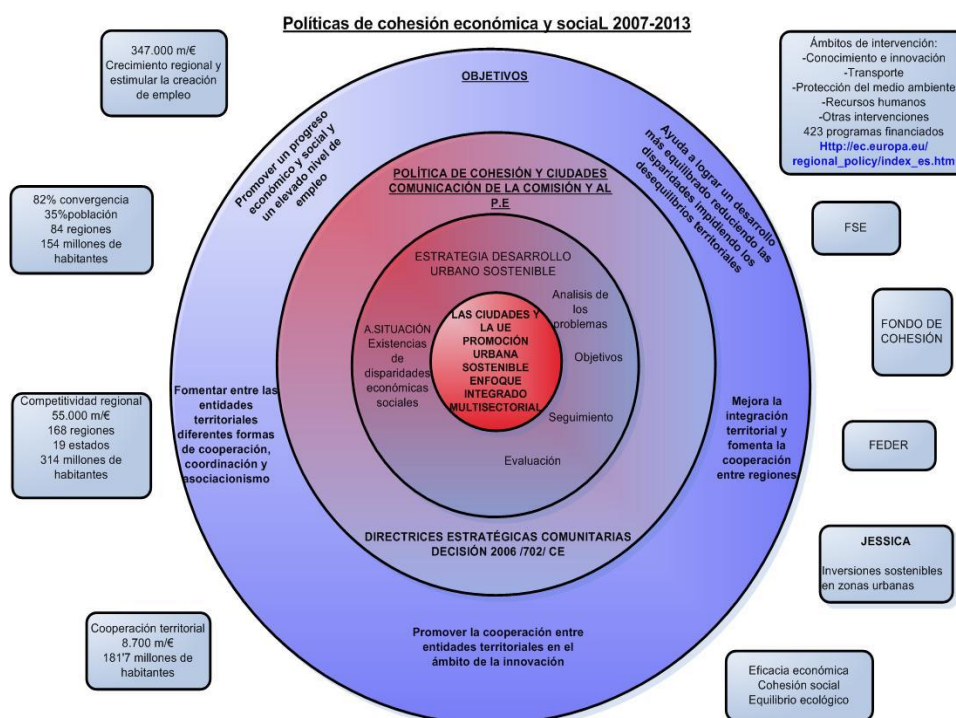 Políticas de cohesión económica y sociaL 2007-2013
347.000 m/€
Crecimiento regional y
estimular la creación
de empleo
82% convergencia
35%población
84 regiones
154 millones de
habitantes
Competitividad regional
55.000 m/€
168 regiones
19 estados
314 millones de
habitantes
Cooperación territorial
8.700 m/€
181'7 millones de
habitantes
OBJETIVOS
Promover un progreso
económico y social y
un elevado nivel de
empleo
Ayuda a lograr un desarrollo
más equilibrado reduciendo las
disparidades impidiendo los
desequilibrios territoriales
Fomentar entre las
entidades
territoriales
diferentes formas
de cooperación,
coordinación y
asociacionismo
Mejora la
integración
territorial y
fomenta la
cooperación
entre regiones
Promover la cooperación entre
entidades territoriales en el
ámbito de la innovación
POLÍTICA DE COHESIÓN Y CIUDADES
COMUNICACIÓN DE LA COMISIÓN Y AL
P.E
DIRECTRICES ESTRATÉGICAS COMUNITARIAS
DECISIÓN 2006 /702/ CE
ESTRATEGIA DESARROLLO
URBANO SOSTENIBLE
A.SITUACIÓN
Existencias
de
disparidades
económicas
sociales
Analisis de
los
problemas
Objetivos
Seguimiento
Evaluación
LAS CIUDADES Y
LA UE
PROMOCIÓN
URBANA
SOSTENIBLE
ENFOQUE
INTEGRADO
MULTISECTORIAL
Ámbitos de intervención:
-Conocimiento e innovación
-Transporte
-Protección del medio ambiente
-Recursos humanos
-Otras intervenciones
423 programas financiados
Http://ec.europa.eu/
regional_policy/index_es.htm
FSE
FONDO DE
COHESIÓN
FEDER
JESSICA
Inversiones sostenibles
en zonas urbanas
Eficacia económica
Cohesión social
Equilibrio ecológico